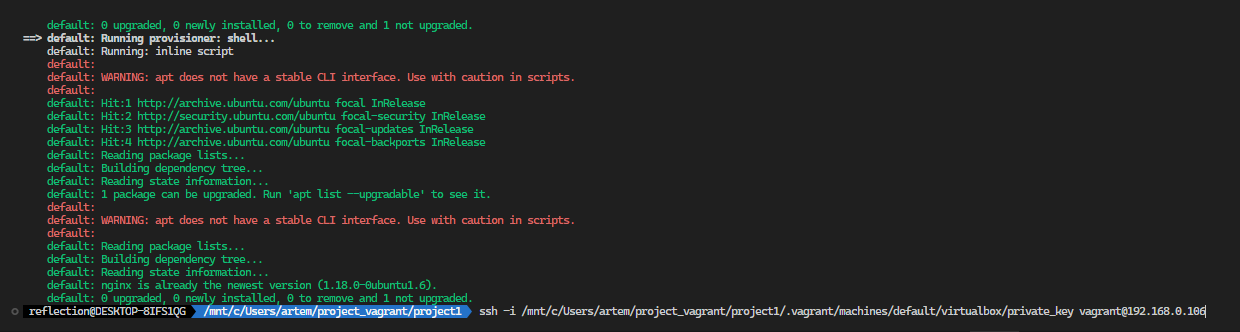 default: 0 upgraded, 0 newly installed, 0 to remove and 1 not upgraded.
==> default: Running provisioner: shell...
default: Running: inline script
default:
default: WARNING: apt does not have a stable CLI interface. Use with caution in scripts.
default:
default: Hit:1 http://archive.ubuntu.com/ubuntu focal InRelease
default: Hit:2 http://security.ubuntu.com/ubuntu focal-security InRelease
default: Hit:3 http://archive.ubuntu.com/ubuntu focal-updates InRelease
default: Hit:4 http://archive.ubuntu.com/ubuntu focal-backports InRelease
default: Reading package lists...
default: Building dependency tree...
default: Reading state information...
default: 1 package can be upgraded. Run 'apt list --upgradable' to see it.
default:
default: WARNING: apt does not have a stable CLI interface. Use with caution in scripts.
default:
default: Reading package lists...
default: Building dependency tree...
default: Reading state information...
default: nginx is already the newest version (1.18.0-0ubuntu1.6).
default: 0 upgraded, 0 newly installed, 0 to remove and 1 not upgraded.
reflection@DESKTOP-8IFS1QG /mnt/c/Users/artem/project_vagrant/project1 ssh -i /mnt/c/Users/artem/project_vagrant/project1/.vagrant/machines/default/virtualbox/private_key vagrant@192.168.0.106